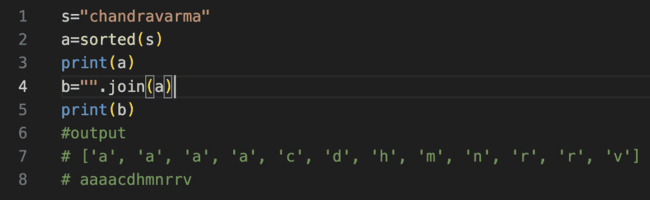 1 s="chandravarma"
2 a=sorted(s)
3 print(a)
4 b="".join(a)
5 print(b)
6 #output
7 # ['a', 'a', 'a', 'a', 'c', 'd', 'h', 'm', 'n', 'r', 'r', 'v']
8 # aaaacdhmnrrv